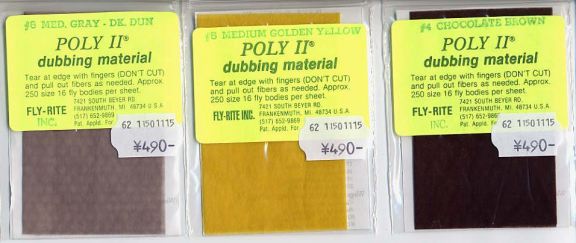 #6 MED. GRAY - DK. DUN
POLY II®
dubbing material
Tear at edge with fingers (DON'T CUT)
and pull out fibers as needed. Approx.
250 size 16 fly bodies per sheet.
FLY-RITE INC.
7421 SOUTH BEYER RD.
FRANKENMUTH, MI. 48734 U.S.A.
(517) 652-9869
Pat. Appld. For
62 11501115
¥490-
#5 MEDIUM GOLDEN YELLOW
POLY II®
dubbing material
Tear at edge with fingers (DON'T CUT)
and pull out fibers as needed. Approx.
250 size 16 fly bodies per sheet.
FLY-RITE INC.
7421 SOUTH BEYER RD.
FRANKENMUTH, MI. 48734 U.S.A.
(517) 652-9869
Pat. Appld. For
62 11501115
¥490-
#4 CHOCOLATE BROWN
POLY II®
dubbing material
Tear at edge with fingers (DON'T CUT)
and pull out fibers as needed. Approx.
250 size 16 fly bodies per sheet.
FLY-RITE
INC.
7421 SOUTH BEYER RD.
FRANKENMUTH, MI. 48734 U.S.A.
(517) 652-9869
Pat. Appld. Fo
62 11501115
¥490-